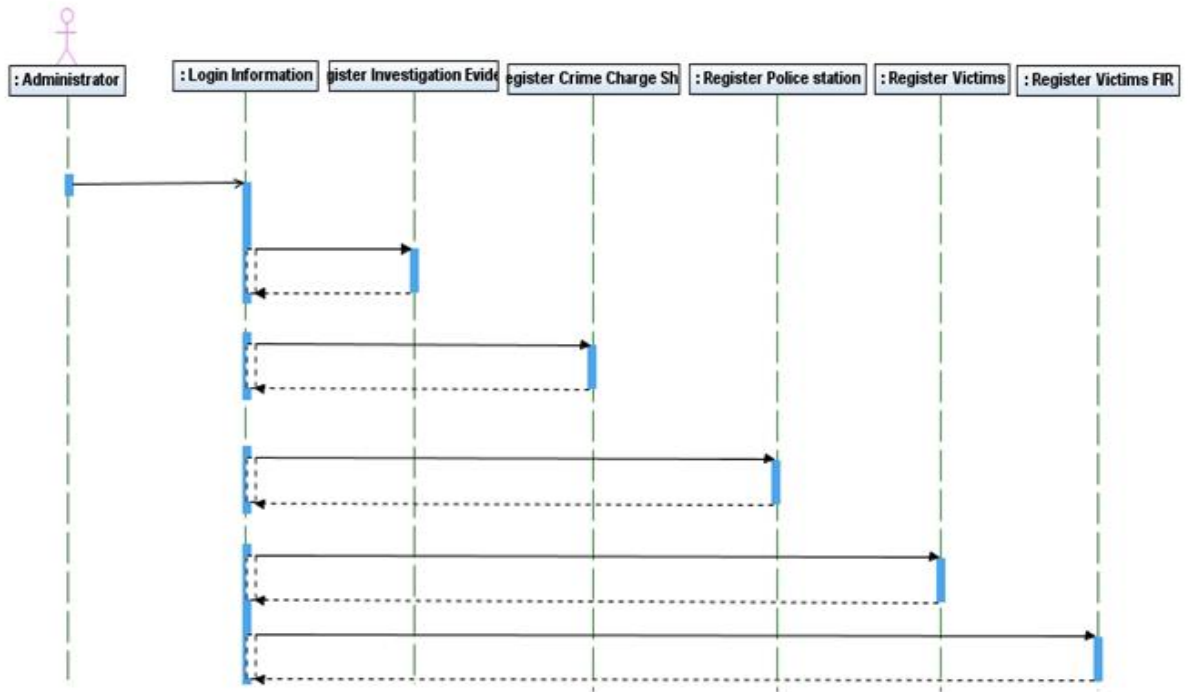 : Administrator
: Login Information
gister Investigation Evide
egister Crime Charge Sh
: Register Police station
: Register Victims
: Register Victims FIR